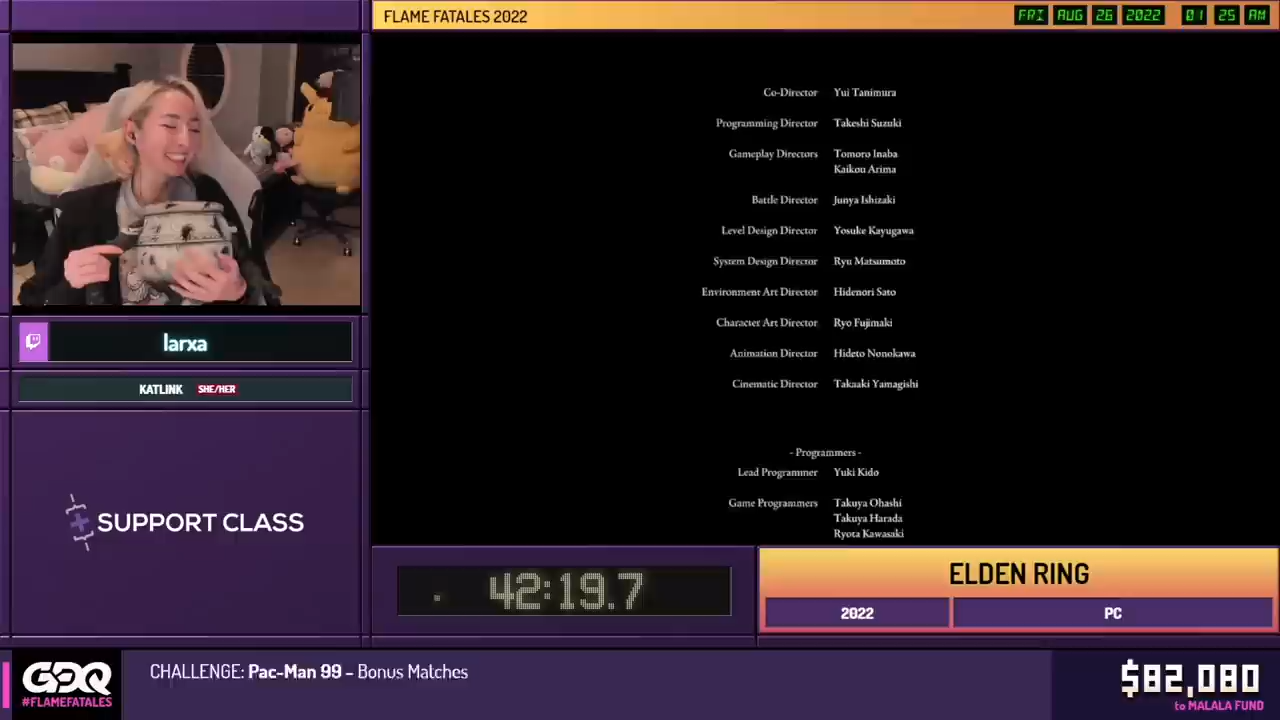 FLAME FATALES 2022
FRI AUG 26 2022 01 25 AM
Co-Director Yui Tanimura
Programming Director Takeshi Suzuki
Gameplay Directors Tomoro Inaba
Kaikou Arima
Battle Director Junya Ishizaki
Level Design Director Yosuke Kayugawa
System Design Director Ryu Matsumoto
Environment Art Director Hidenori Sato
Character Art Director Ryo Fujimaki
Animation Director Hideto Nonokawa
Cinematic Director Takaaki Yamagishi
- Programmers -
Lead Programmer Yuki Kido
Game Programmers Takuya Ohashi
Takuya Harada
Ryota Kawasaki
larxa
KATLINK SHE/HER
SUPPORT CLASS
42:19.7
ELDEN RING
2022 PC
GDQ
#FLAMEFATALES
CHALLENGE: Pac-Man 99 – Bonus Matches
$82,080
to MALALA FUND